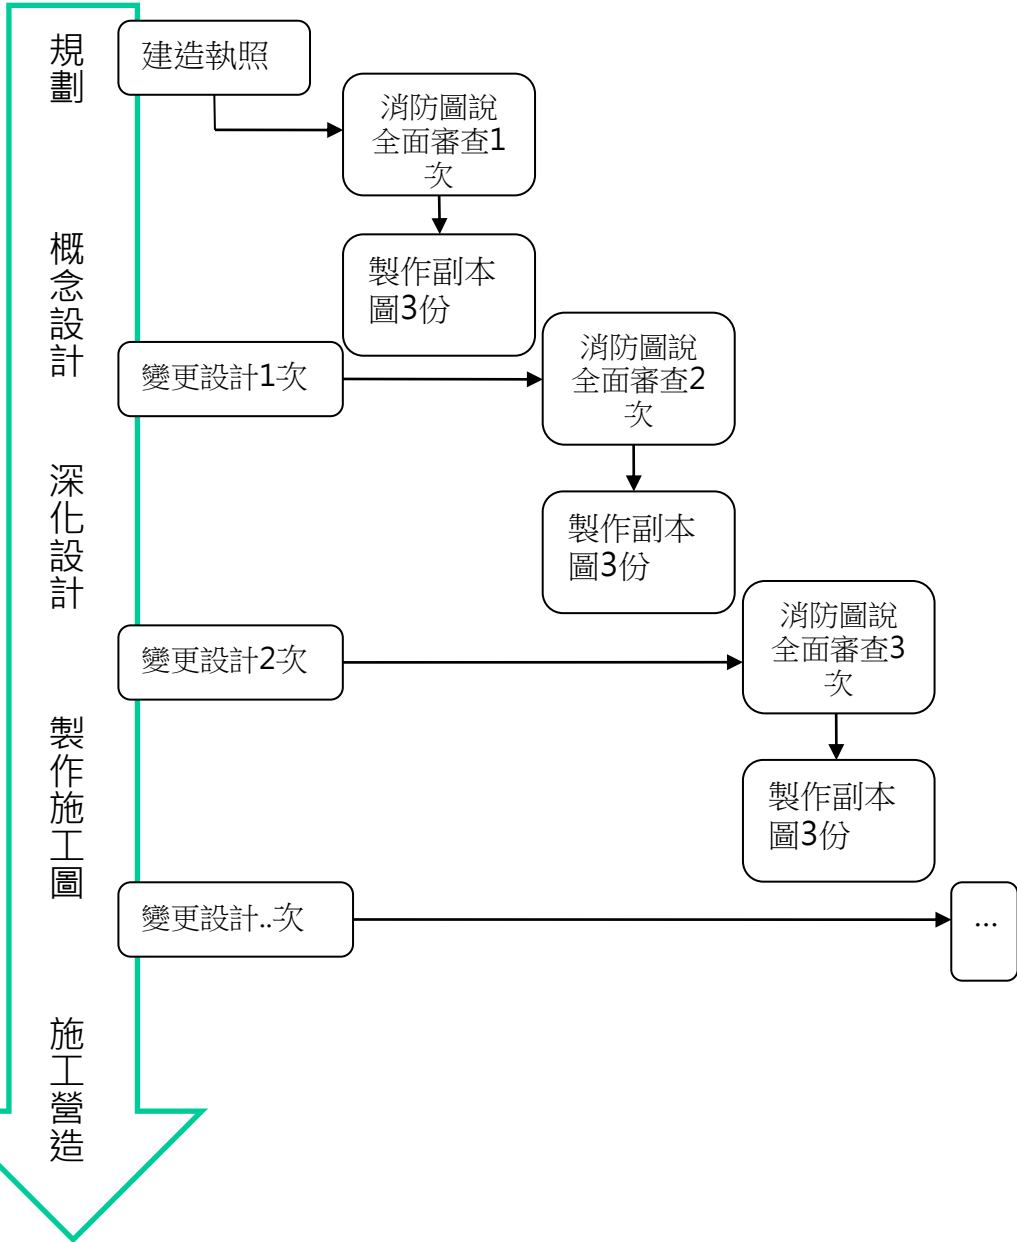 規劃
建造執照
消防圖說
全面審查1
次
製作副本
圖3份
概念設計
變更設計1次
消防圖說
全面審查2
次
製作副本
圖3份
深化設計
變更設計2次
消防圖說
全面審查3
次
製作副本
圖3份
製作施工圖
變更設計..次
...
施工營造